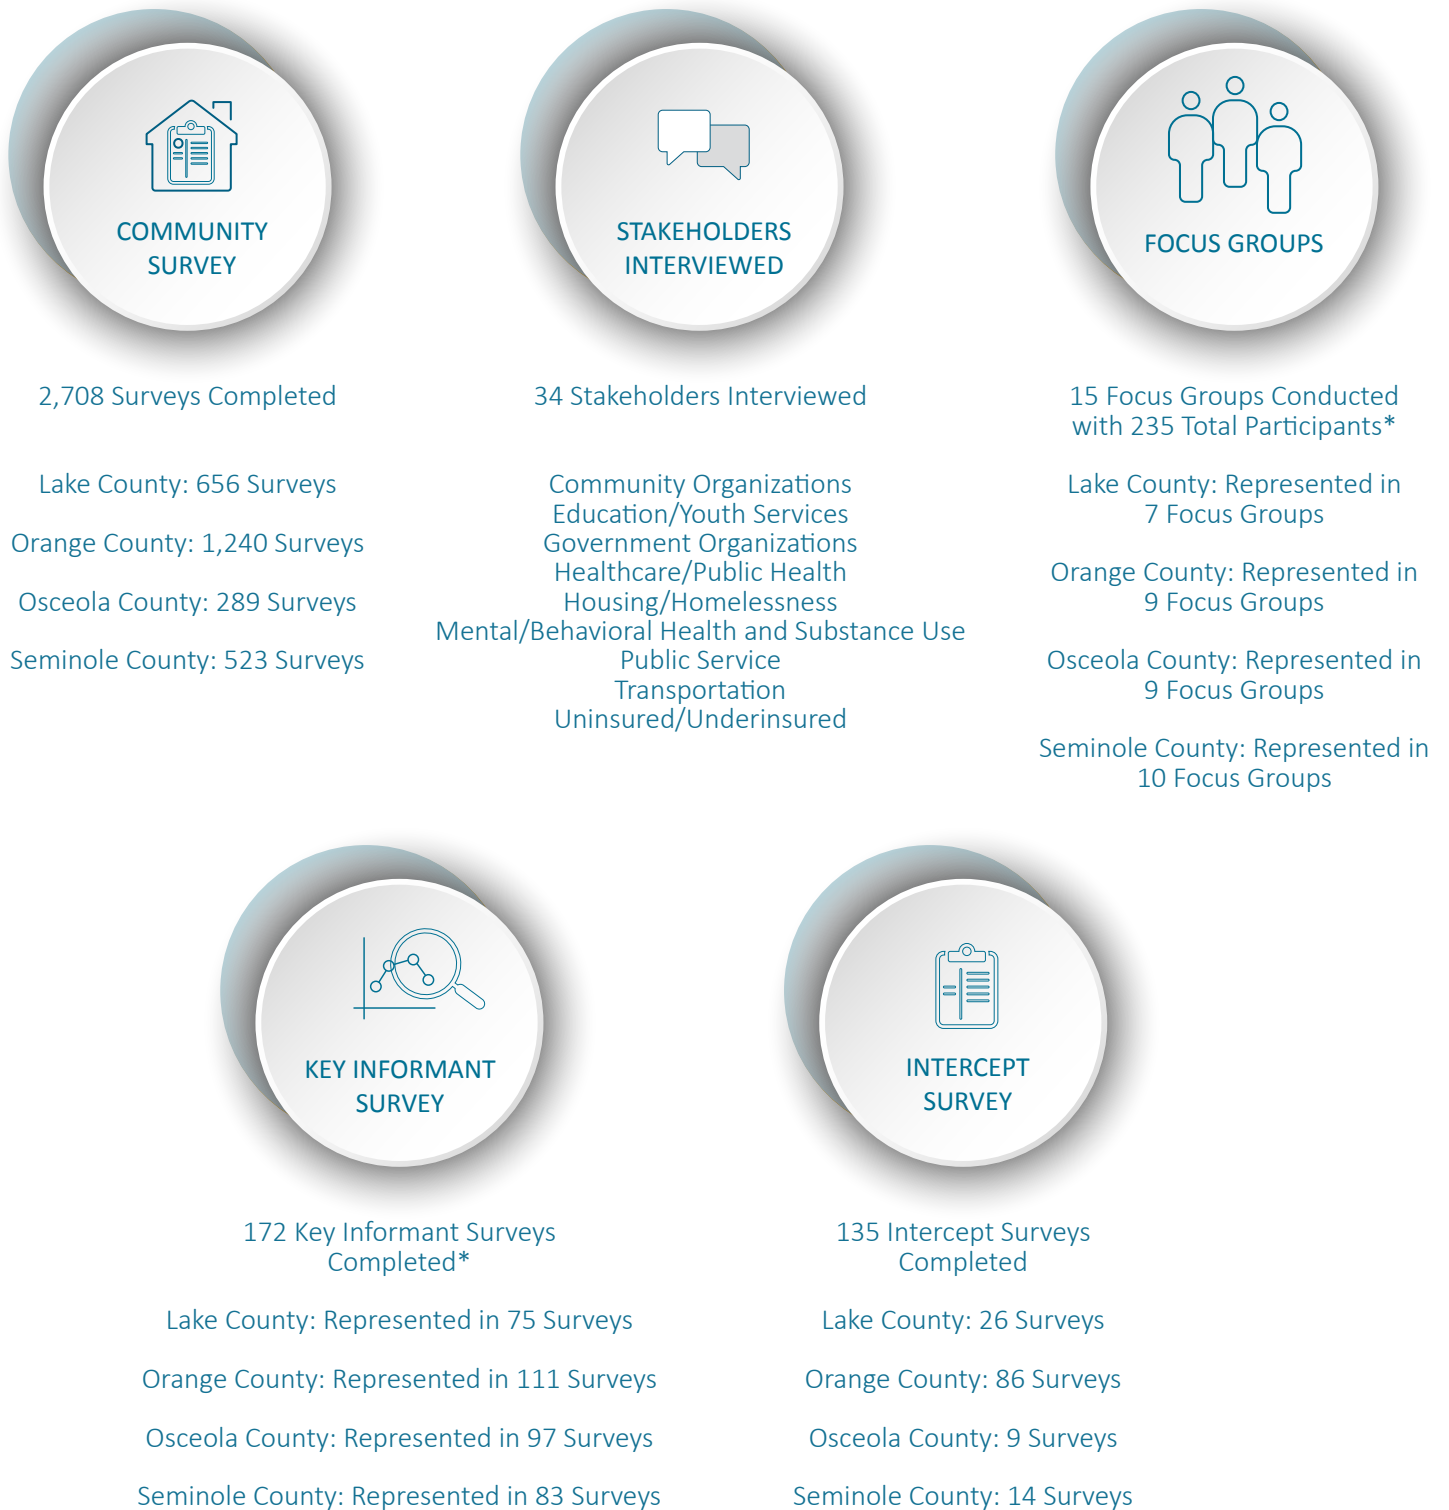 COMMUNITY
SURVEY
2,708 Surveys Completed
Lake County: 656 Surveys
Orange County: 1,240 Surveys
Osceola County: 289 Surveys
Seminole County: 523 Surveys
STAKEHOLDERS
INTERVIEWED
34 Stakeholders Interviewed
Community Organizations
Education/Youth Services
Government Organizations
Healthcare/Public Health
Housing/Homelessness
Mental/Behavioral Health and Substance Use
Public Service
Transportation
Uninsured/Underinsured
FOCUS GROUPS
15 Focus Groups Conducted
with 235 Total Participants*
Lake County: Represented in
7 Focus Groups
Orange County: Represented in
9 Focus Groups
Osceola County: Represented in
9 Focus Groups
Seminole County: Represented in
10 Focus Groups
KEY INFORMANT
SURVEY
172 Key Informant Surveys
Completed*
Lake County: Represented in 75 Surveys
Orange County: Represented in 111 Surveys
Osceola County: Represented in 97 Surveys
Seminole County: Represented in 83 Surveys
INTERCEPT
SURVEY
135 Intercept Surveys
Completed
Lake County: 26 Surveys
Orange County: 86 Surveys
Osceola County: 9 Surveys
Seminole County: 14 Surveys